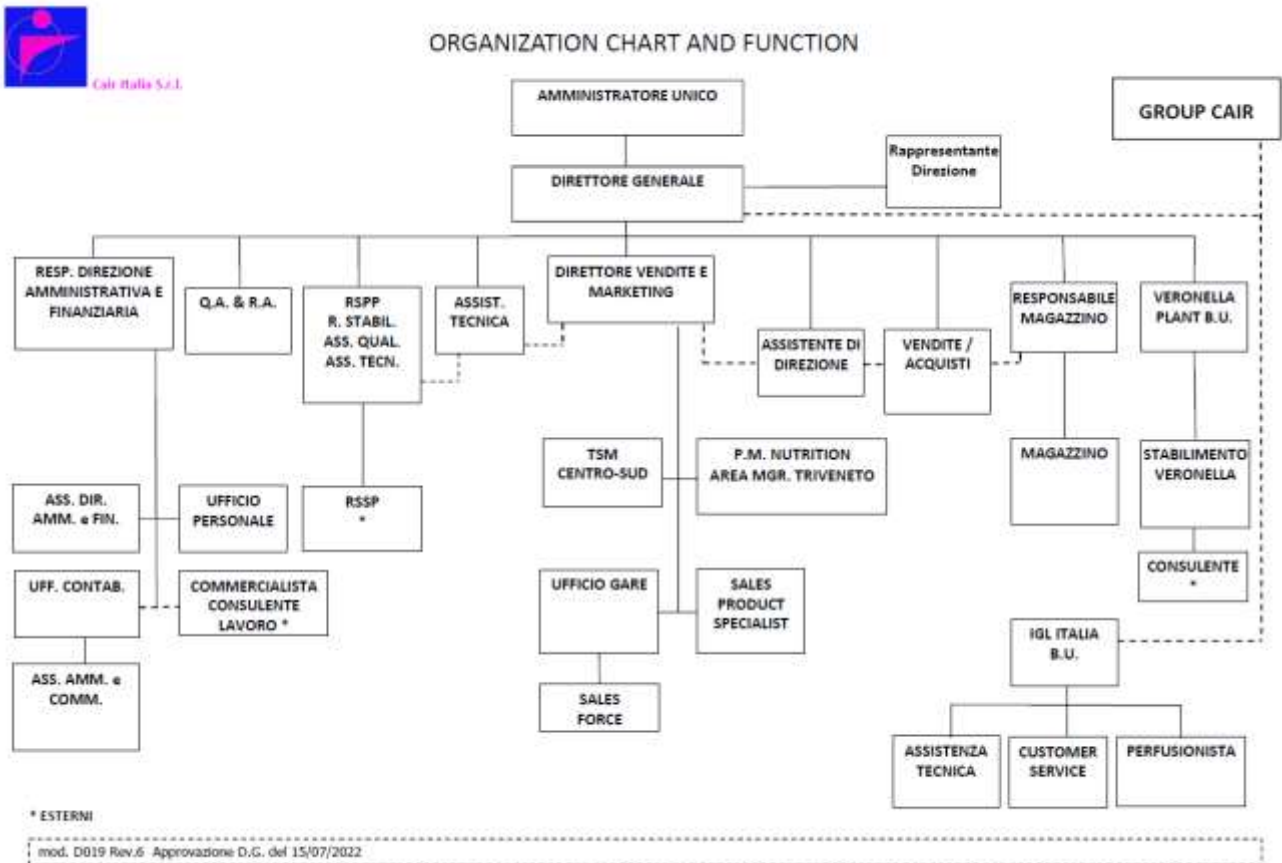 Cair Italia S.r.l.
ORGANIZATION CHART AND FUNCTION
AMMINISTRATORE UNICO
GROUP CAIR
Rappresentante
Direzione
DIRETTORE GENERALE
RESP. DIREZIONE
AMMINISTRATIVA E
FINANZIARIA
Q.A. & R.A.
RSPP
R. STABIL.
ASS. QUAL.
ASS. TECN.
ASSIST.
TECNICA
DIRETTORE VENDITE E
MARKETING
ASSISTENTE DI
DIREZIONE
VENDITE /
ACQUISTI
RESPONSABILE
MAGAZZINO
VERONELLA
PLANT B.U.
TSM
CENTRO-SUD
P.M. NUTRITION
AREA MGR. TRIVENETO
MAGAZZINO
STABILIMENTO
VERONELLA
ASS. DIR.
AMM. e FIN.
UFFICIO
PERSONALE
RSSP
*
CONSULENTE
*
UFF. CONTAB.
COMMERCIALISTA
CONSULENTE
LAVORO *
UFFICIO GARE
SALES
PRODUCT
SPECIALIST
IGL ITALIA
B.U.
ASS. AMM. e
COMM.
SALES
FORCE
ASSISTENZA
TECNICA
CUSTOMER
SERVICE
PERFUSIONISTA
* ESTERNI
mod. D019 Rev.6 Approvazione D.G. del 15/07/2022